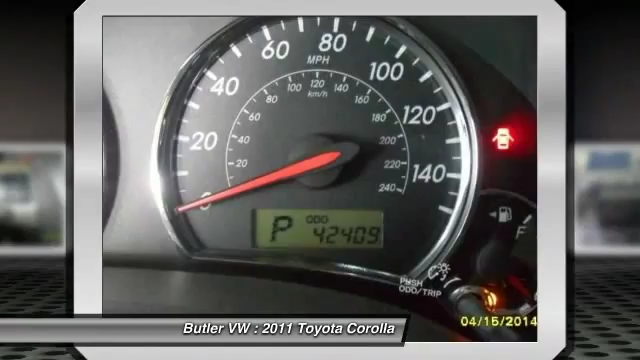 80
60
MPH
100
40
80 100 120 140 160
km/h
60
180
120
20
40
200
20
220
140
0
240
ODO
P 42409
F
PUSH
ODO/TRIP
Butler VW : 2011 Toyota Corolla
04/15/2014